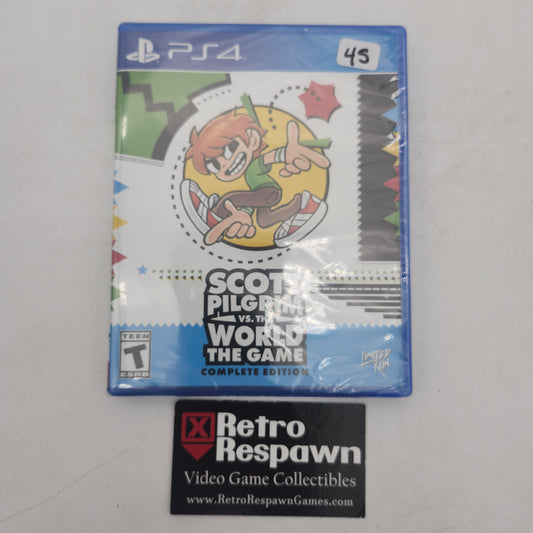 PS4
45
SCOTT
PILGRIM
VS. THE
WORLD
THE GAME
COMPLETE EDITION
TEEN
T
ESRB
LIMITED
RUN
X Retro
Respawn
Video Game Collectibles
www.RetroRespawnGames.com